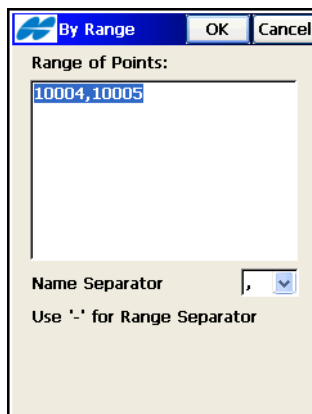 By Range OK Cancel
Range of Points:
10004,10005
Name Separator ,
Use '-' for Range Separator